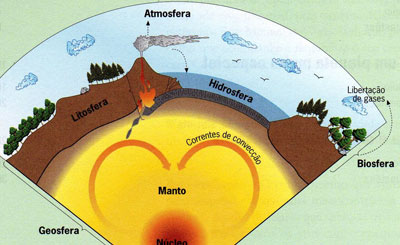 Atmosfera
Hidrosfera
Litosfera
Libertação
de gases
Correntes de convecção
Biosfera
Manto
Geosfera
Núcleo